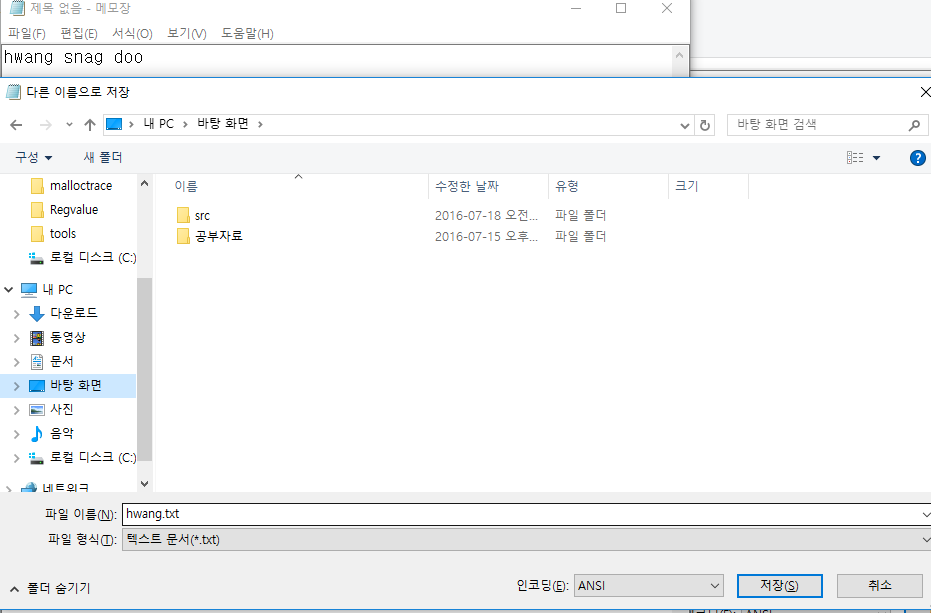 제목 없음 - 메모장
파일(F) 편집(E) 서식(O) 보기(V) 도움말(H)
hwang snag doo
다른 이름으로 저장
내 PC 바탕 화면
바탕 화면 검색
구성 새 폴더
malloctrace
Regvalue
tools
로컬 디스크 (C:)
내 PC
다운로드
동영상
문서
바탕 화면
사진
음악
로컬 디스크 (C:)
네트워크
이름 수정한 날짜 유형 크기
src 2016-07-18 오전... 파일 폴더
공부자료 2016-07-15 오후... 파일 폴더
파일 이름(N): hwang.txt
파일 형식(T): 텍스트 문서(*.txt)
폴더 숨기기
인코딩(E): ANSI 저장(S) 취소